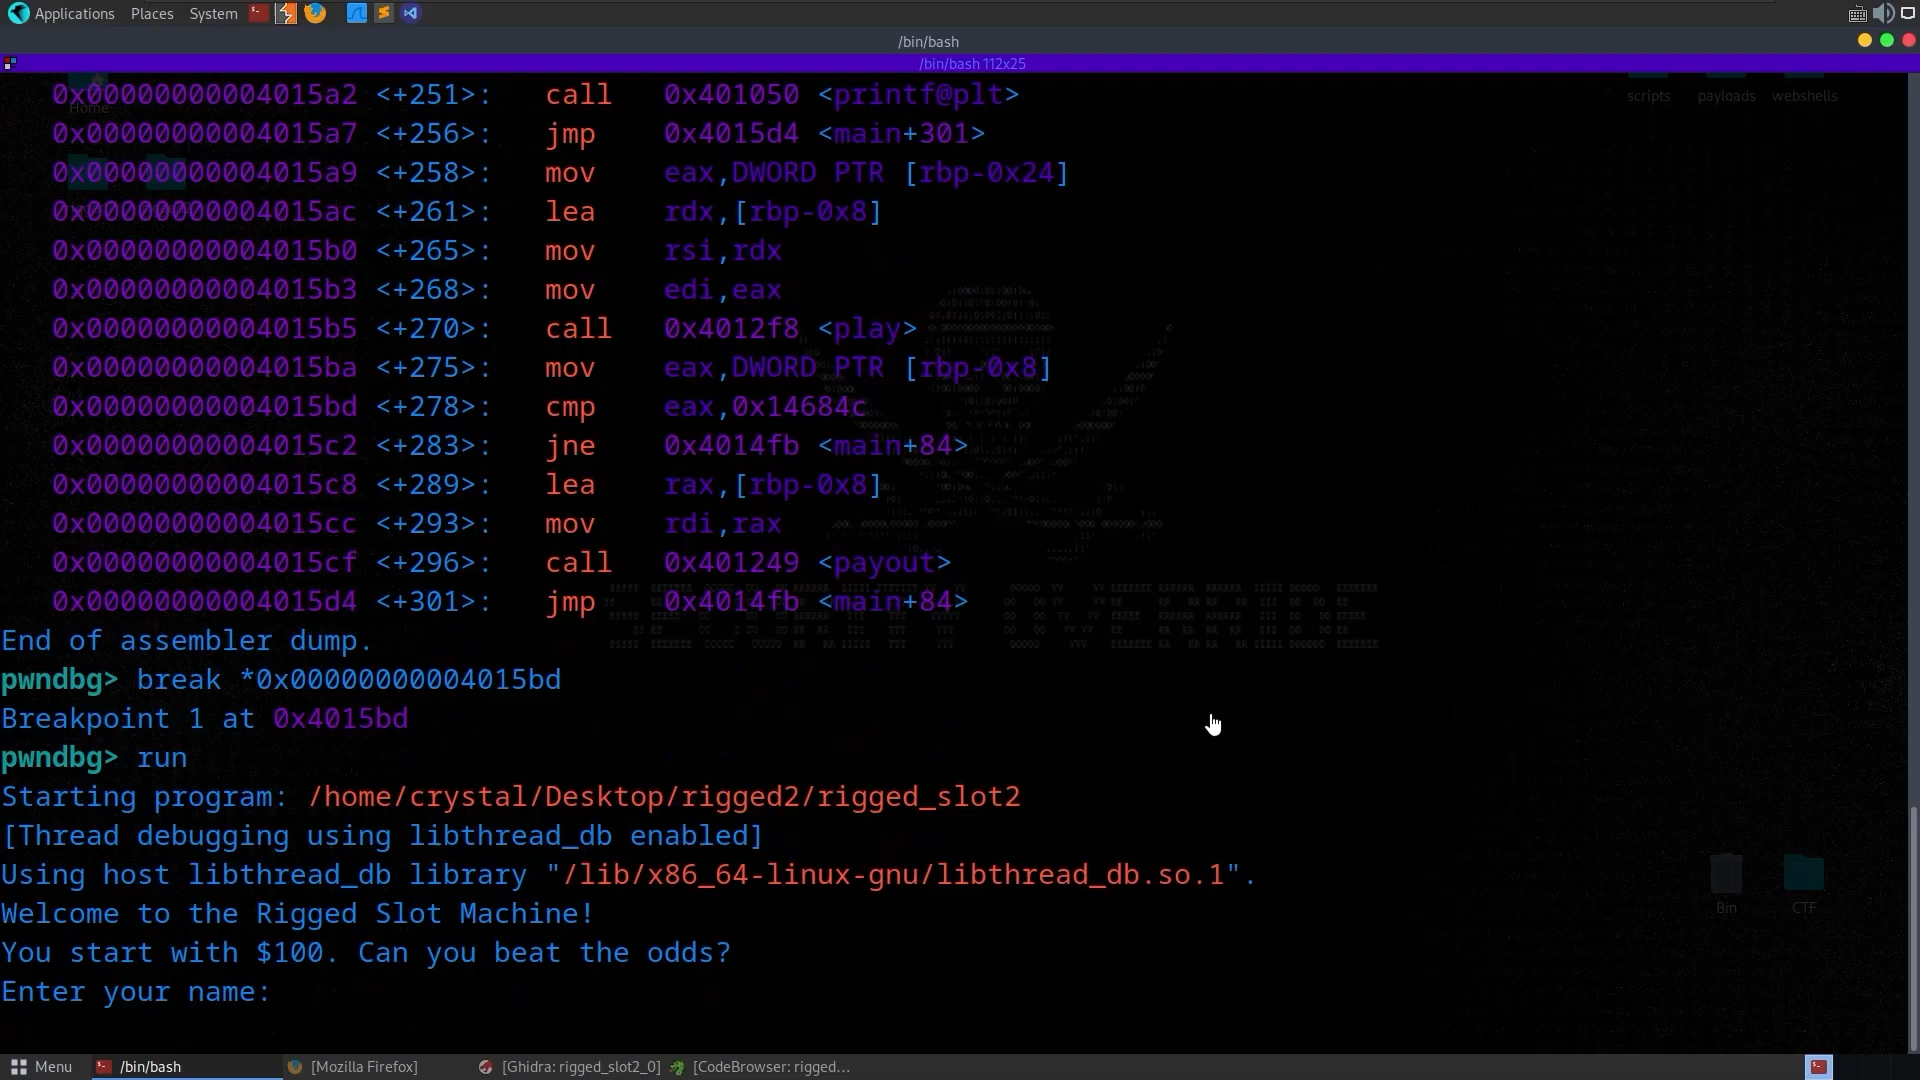 Applications Places System
/bin/bash
/bin/bash 112x25
Home
scripts payloads webshells
0x00000000004015a2 <+251>: call 0x401050 <printf@plt>
0x00000000004015a7 <+256>: jmp 0x4015d4 <main+301>
0x00000000004015a9 <+258>: mov eax,DWORD PTR [rbp-0x24]
0x00000000004015ac <+261>: lea rdx,[rbp-0x8]
0x00000000004015b0 <+265>: mov rsi,rdx
0x00000000004015b3 <+268>: mov edi,eax
0x00000000004015b5 <+270>: call 0x4012f8 <play>
0x00000000004015ba <+275>: mov eax,DWORD PTR [rbp-0x8]
0x00000000004015bd <+278>: cmp eax,0x14684c
0x00000000004015c2 <+283>: jne 0x4014fb <main+84>
0x00000000004015c8 <+289>: lea rax,[rbp-0x8]
0x00000000004015cc <+293>: mov rdi,rax
0x00000000004015cf <+296>: call 0x401249 <payout>
0x00000000004015d4 <+301>: jmp 0x4014fb <main+84>
End of assembler dump.
pwndbg> break *0x00000000004015bd
Breakpoint 1 at 0x4015bd
pwndbg> run
Starting program: /home/crystal/Desktop/rigged2/rigged_slot2
[Thread debugging using libthread_db enabled]
Using host libthread_db library "/lib/x86_64-linux-gnu/libthread_db.so.1".
Welcome to the Rigged Slot Machine!
You start with $100. Can you beat the odds?
Enter your name:
Bin CTF
Menu /bin/bash [Mozilla Firefox] [Ghidra: rigged_slot2_0] [CodeBrowser: rigged...